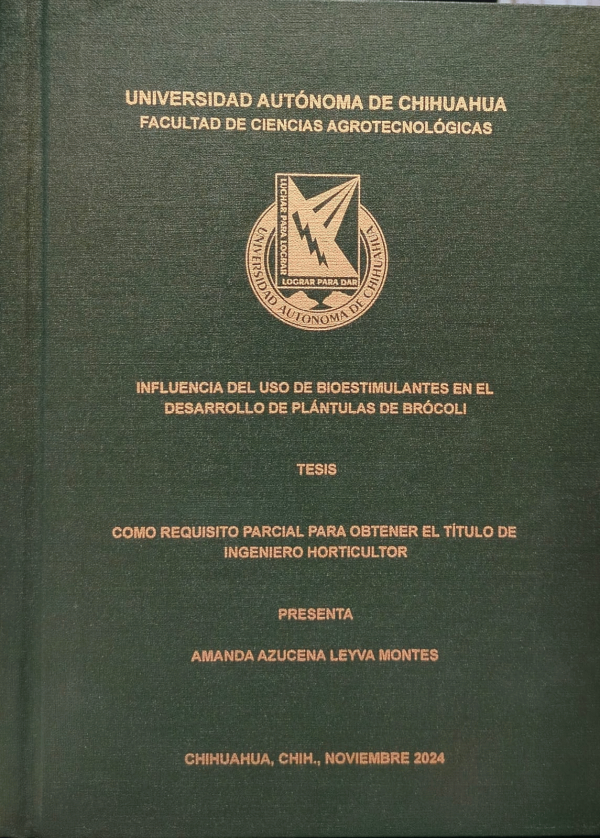 UNIVERSIDAD AUTÓNOMA DE CHIHUAHUA
FACULTAD DE CIENCIAS AGROTECNOLÓGICAS
LUCHAR PARA LOGRAR
LOGRAR PARA DAR
UNIVERSIDAD AUTONOMA DE CHIHUAHUA
INFLUENCIA DEL USO DE BIOESTIMULANTES EN EL
DESARROLLO DE PLÁNTULAS DE BRÓCOLI
TESIS
COMO REQUISITO PARCIAL PARA OBTENER EL TÍTULO DE
INGENIERO HORTICULTOR
PRESENTA
AMANDA AZUCENA LEYVA MONTES
CHIHUAHUA, CHIH., NOVIEMBRE 2024